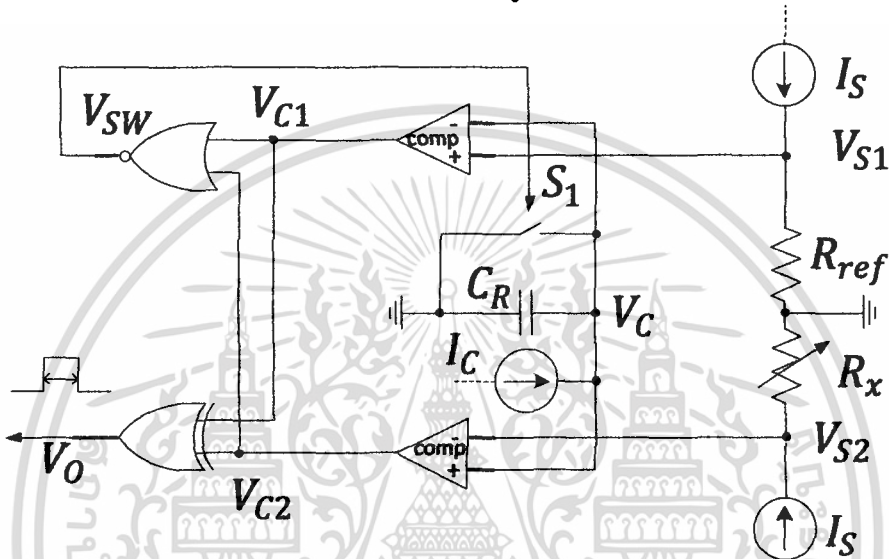 I_S
V_SW
V_C1
comp
-
+
V_S1
S_1
R_ref
C_R
V_C
I_C
R_x
comp
-
+
V_S2
V_O
V_C2
I_S